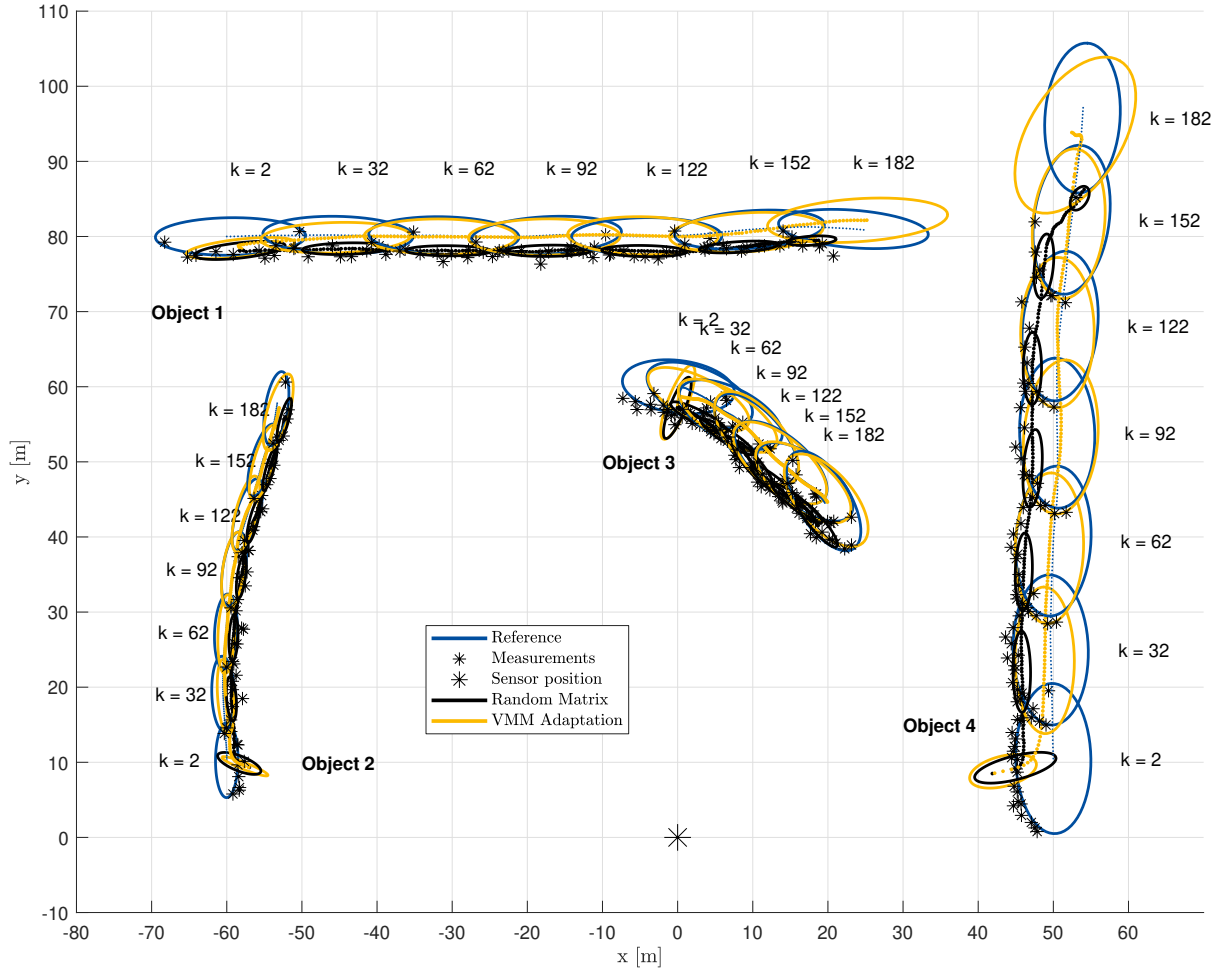 110
100
90
80
70
60
50
40
30
20
10
0
-10
-80
-70
-60
-50
-40
-30
-20
-10
0
10
20
30
40
50
60
x [m]
y [m]
k = 2
k = 32
k = 62
k = 92
k = 122
k = 152
k = 182
Object 1
k = 182
k = 152
k = 122
k = 92
k = 62
k = 32
k = 2
Object 2
k = 2
k = 32
k = 62
k = 92
k = 122
k = 152
k = 182
Object 3
k = 182
k = 152
k = 122
k = 92
k = 62
k = 32
k = 2
Object 4
Reference
Measurements
Sensor position
Random Matrix
VMM Adaptation